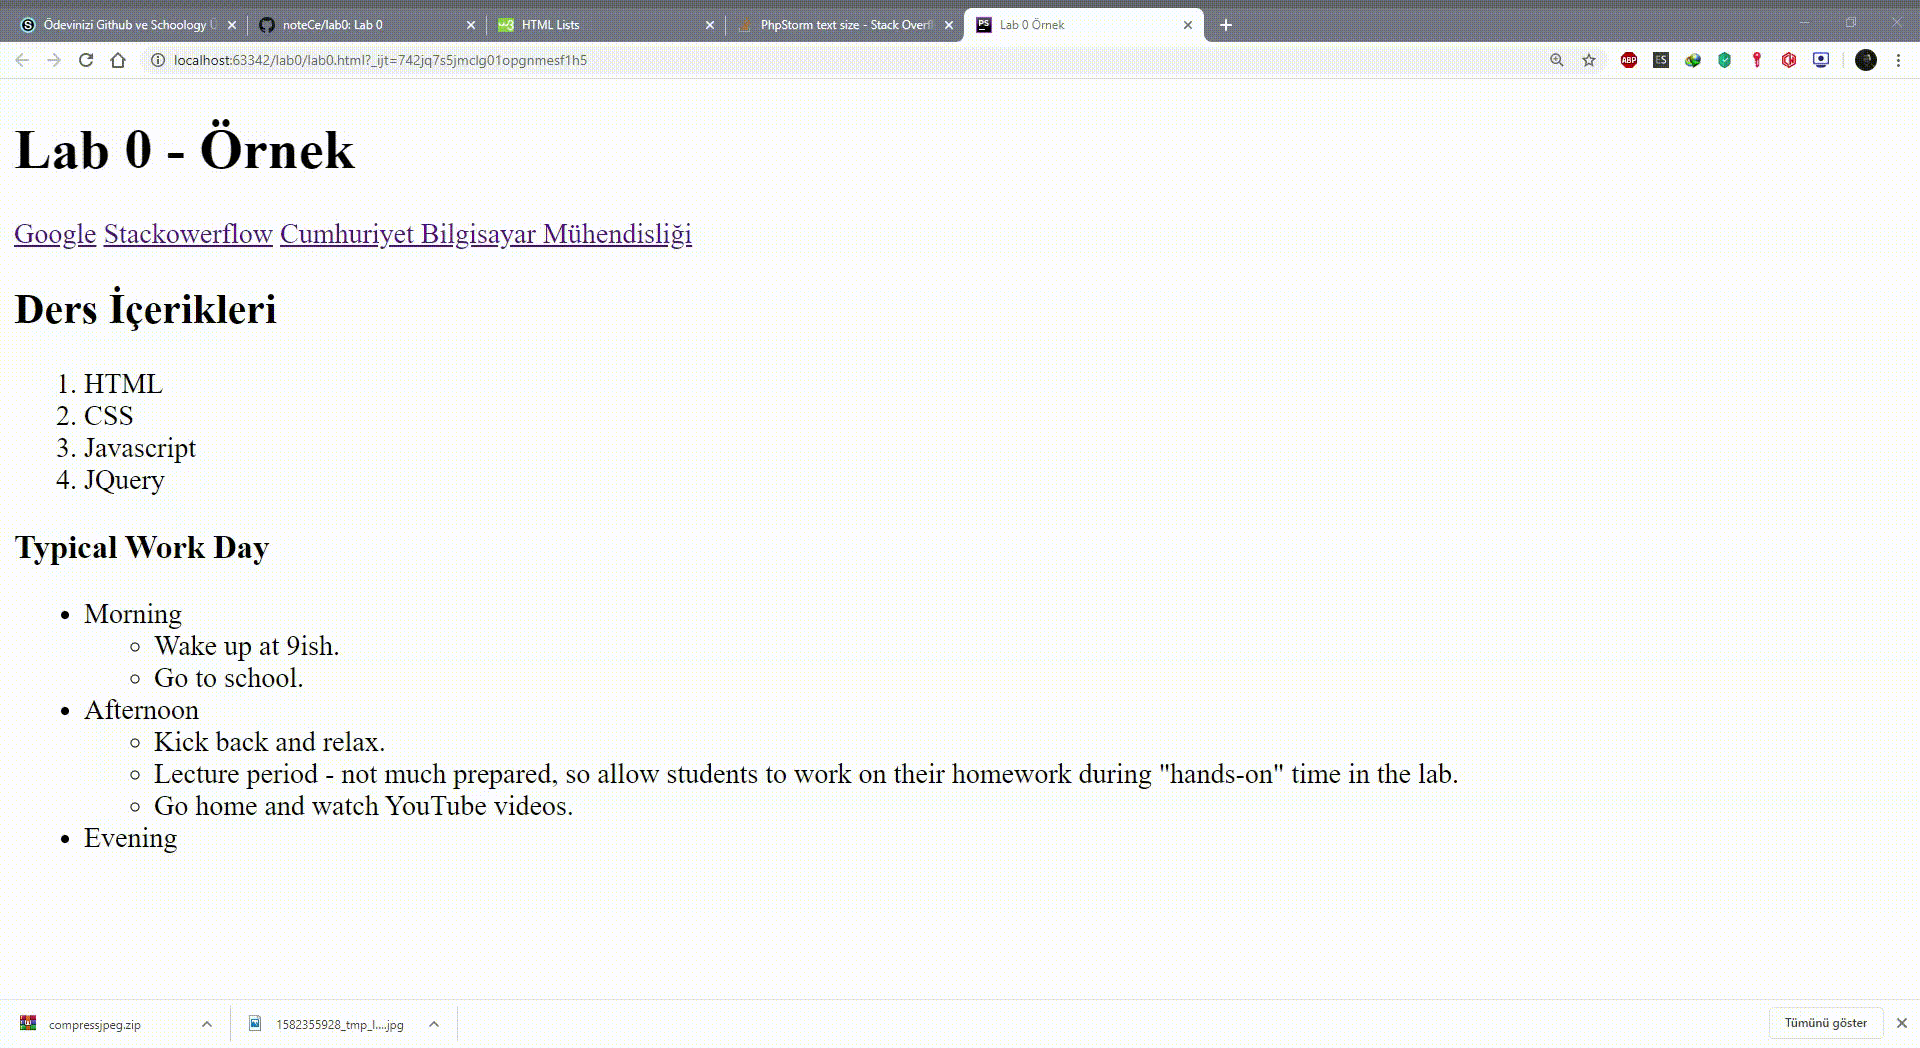 Ödevinizi Github ve Schoology Ü
noteCe/lab0: Lab 0
HTML Lists
PhpStorm text size - Stack Overfl
Lab 0 Örnek
localhost:63342/lab0/lab0.html?_ijt=742jq7s5jmclg01opgnmesf1h5
ABP
ES
Lab 0 - Örnek
Google Stackowerflow Cumhuriyet Bilgisayar Mühendisliği
Ders İçerikleri
1. HTML
2. CSS
3. Javascript
4. JQuery
Typical Work Day
• Morning
◦ Wake up at 9ish.
◦ Go to school.
• Afternoon
◦ Kick back and relax.
◦ Lecture period - not much prepared, so allow students to work on their homework during "hands-on" time in the lab.
◦ Go home and watch YouTube videos.
• Evening
compressjpeg.zip
1582355928_tmp_I....jpg
Tümünü göster